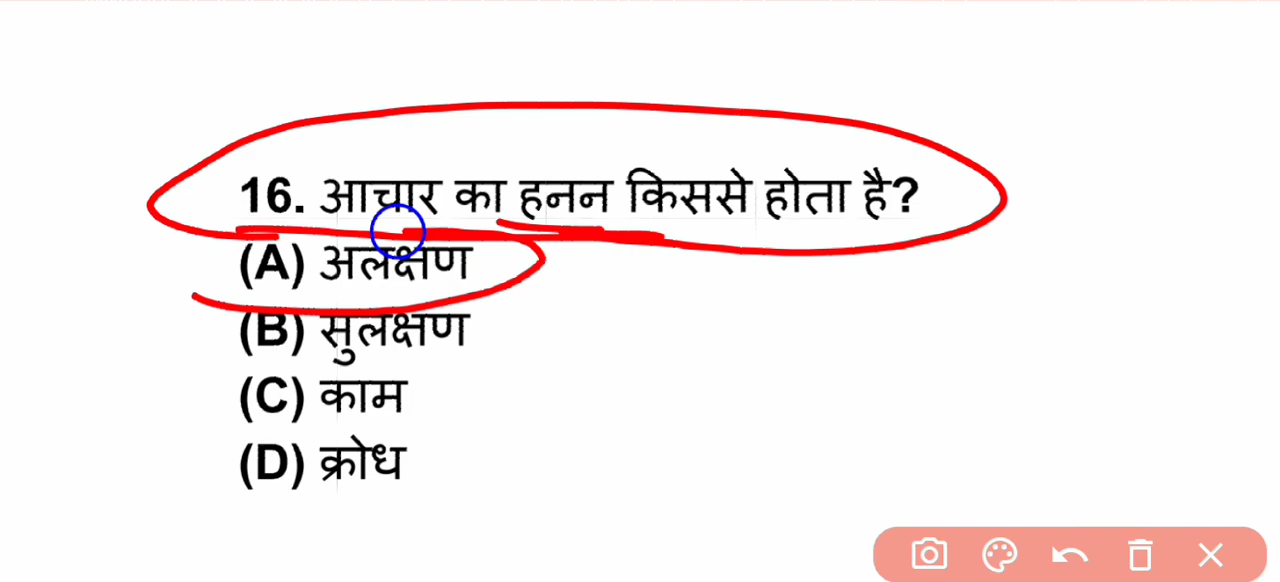 16. आचार का हनन किससे होता है?
(A) अलक्षण
(B) सुलक्षण
(C) काम
(D) क्रोध